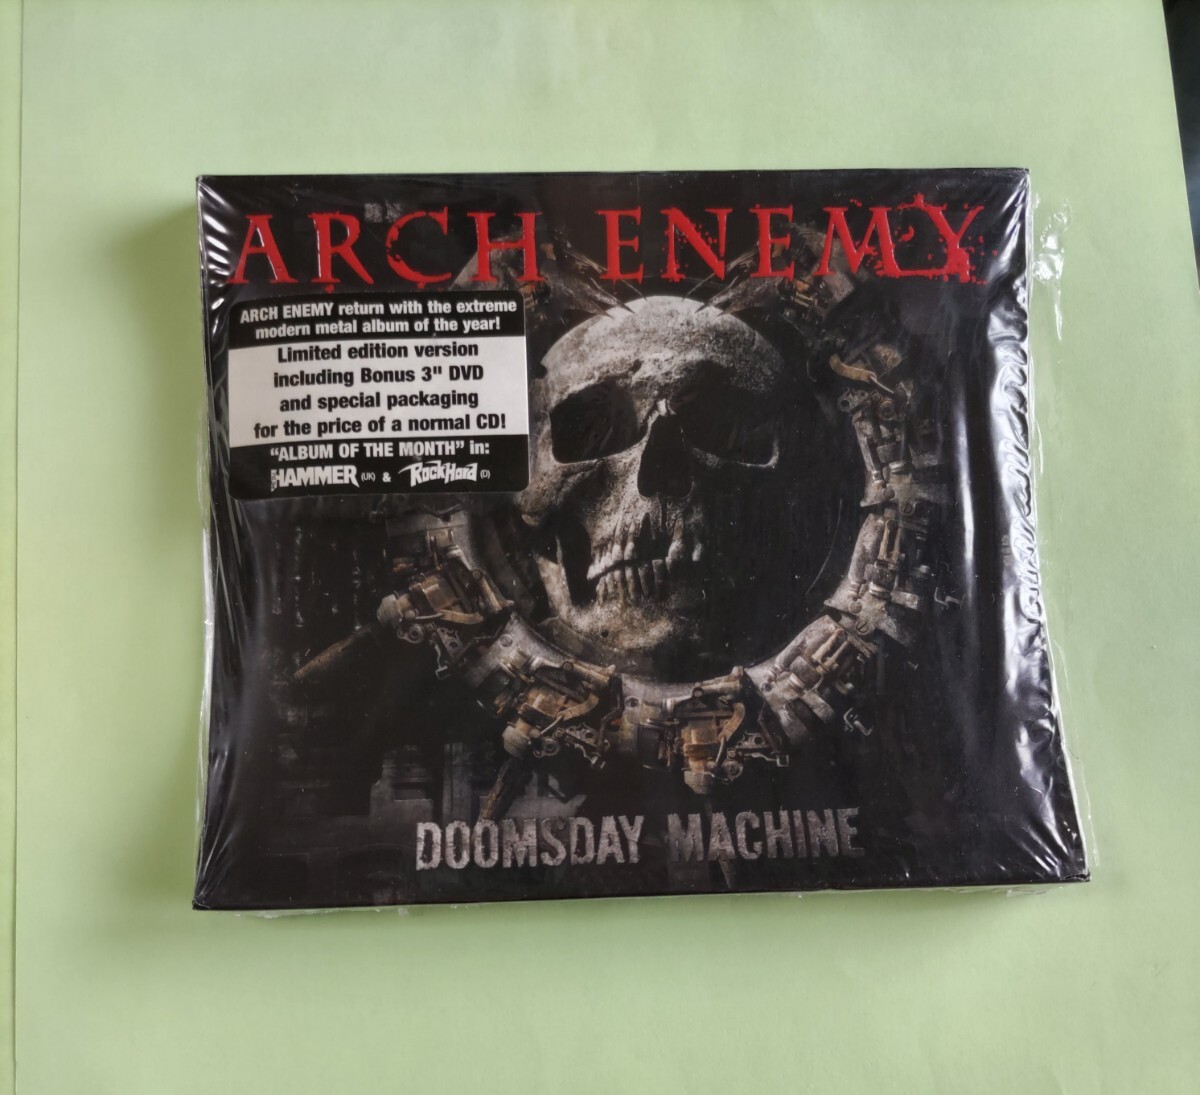 ARCH ENEMY
ARCH ENEMY return with the extreme
modern metal album of the year!
Limited edition version
including Bonus 3" DVD
and special packaging
for the price of a normal CD!
“ALBUM OF THE MONTH” in:
HAMMER (UK) & RockHard (D)
DOOMSDAY MACHINE